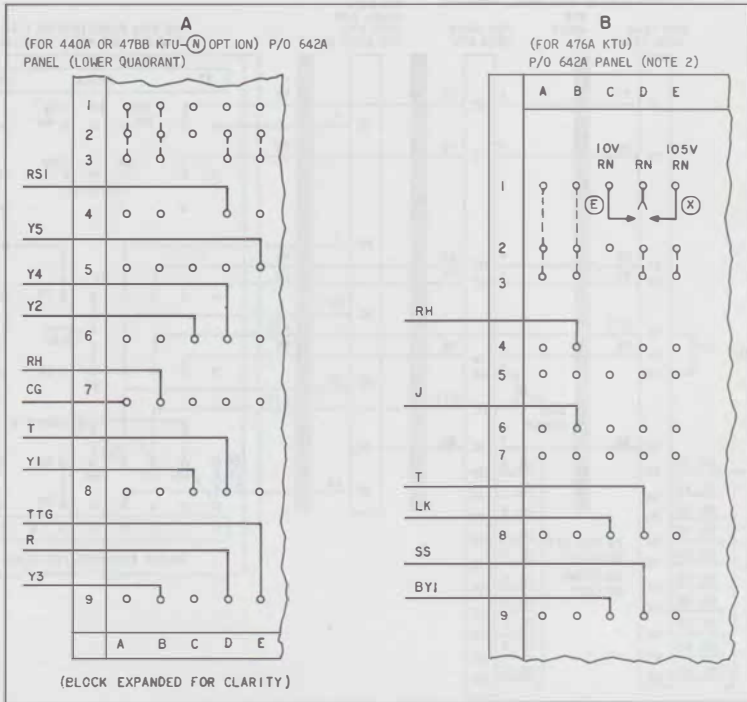 A
(FOR 440A OR 47BB KTU-(N) OPTION) P/O 642A
PANEL (LOWER QUAORANT)
1
2
3
RS1
4
Y5
5
Y4
Y2
6
RH
CG 7
T
Y1
8
TTG
R
Y3
9
A B C D E
(BLOCK EXPANDED FOR CLARITY)
B
(FOR 476A KTU)
P/O 642A PANEL (NOTE 2)
A B C D E
10V 105V
RN RN RN
1
E X
2
3
RH
4
5
J
6
7
T
LK
8
SS
BY1
9